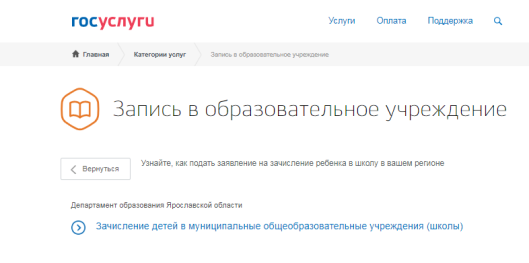 госуслуги Услуги Оплата Поддержка
Главная Категории услуг Запись в образовательное учреждение
Запись в образовательное учреждение
Вернуться Узнайте, как подать заявление на зачисление ребенка в школу в вашем регионе
Департамент образования Ярославской области
Зачисление детей в муниципальные общеобразовательные учреждения (школы)